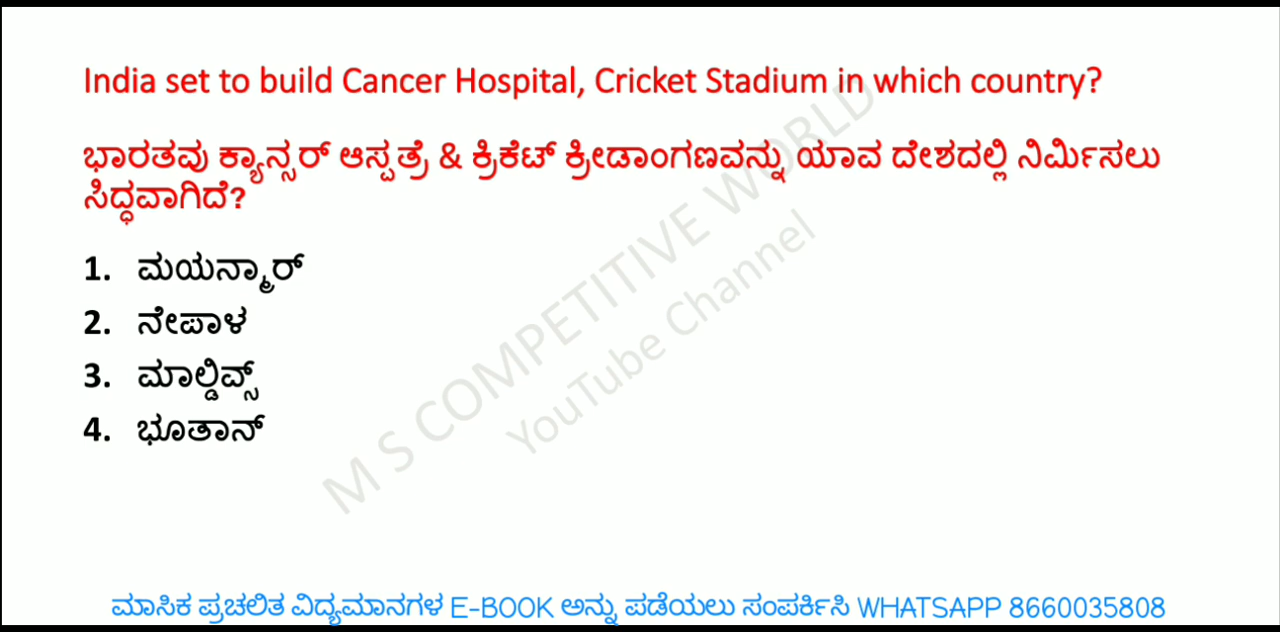 India set to build Cancer Hospital, Cricket Stadium in which country?
ಭಾರತವು ಕ್ಯಾನ್ಸರ್ ಆಸ್ಪತ್ರೆ & ಕ್ರಿಕೆಟ್ ಕ್ರೀಡಾಂಗಣವನ್ನು ಯಾವ ದೇಶದಲ್ಲಿ ನಿರ್ಮಿಸಲು
ಸಿದ್ಧವಾಗಿದೆ?
1. ಮಯನ್ಮಾರ್
2. ನೇಪಾಳ
3. ಮಾಲ್ಡಿವ್ಸ್
4. ಭೂತಾನ್
M S COMPETITIVE WORLD
YouTube Channel
ಮಾಸಿಕ ಪ್ರಚಲಿತ ವಿದ್ಯಮಾನಗಳ E-BOOK ಅನ್ನು ಪಡೆಯಲು ಸಂಪರ್ಕಿಸಿ WHATSAPP 8660035808